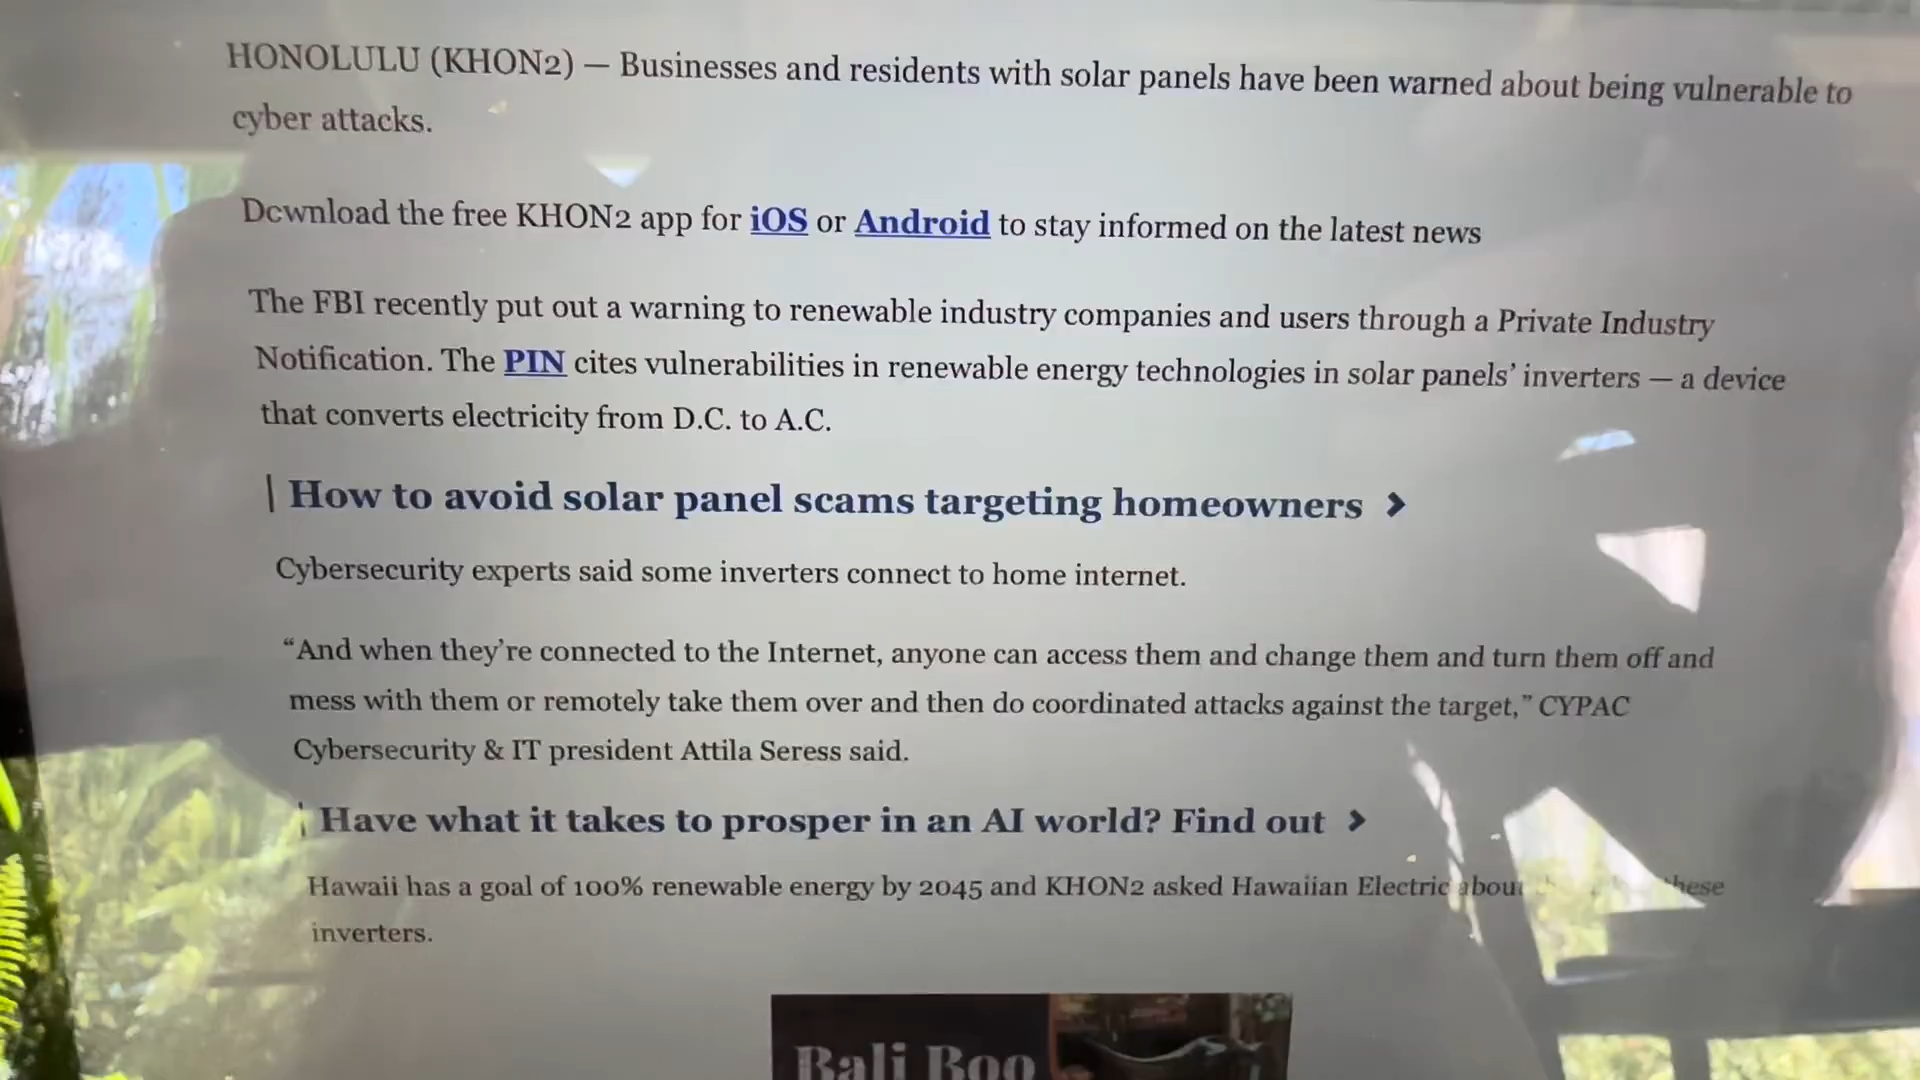 HONOLULU (KHON2) — Businesses and residents with solar panels have been warned about being vulnerable to
cyber attacks.
Download the free KHON2 app for iOS or Android to stay informed on the latest news
The FBI recently put out a warning to renewable industry companies and users through a Private Industry
Notification. The PIN cites vulnerabilities in renewable energy technologies in solar panels’ inverters — a device
that converts electricity from D.C. to A.C.
| How to avoid solar panel scams targeting homeowners >
Cybersecurity experts said some inverters connect to home internet.
“And when they’re connected to the Internet, anyone can access them and change them and turn them off and
mess with them or remotely take them over and then do coordinated attacks against the target,” CYPAC
Cybersecurity & IT president Attila Seress said.
| Have what it takes to prosper in an AI world? Find out >
Hawaii has a goal of 100% renewable energy by 2045 and KHON2 asked Hawaiian Electric about these
inverters.
Bali Boo